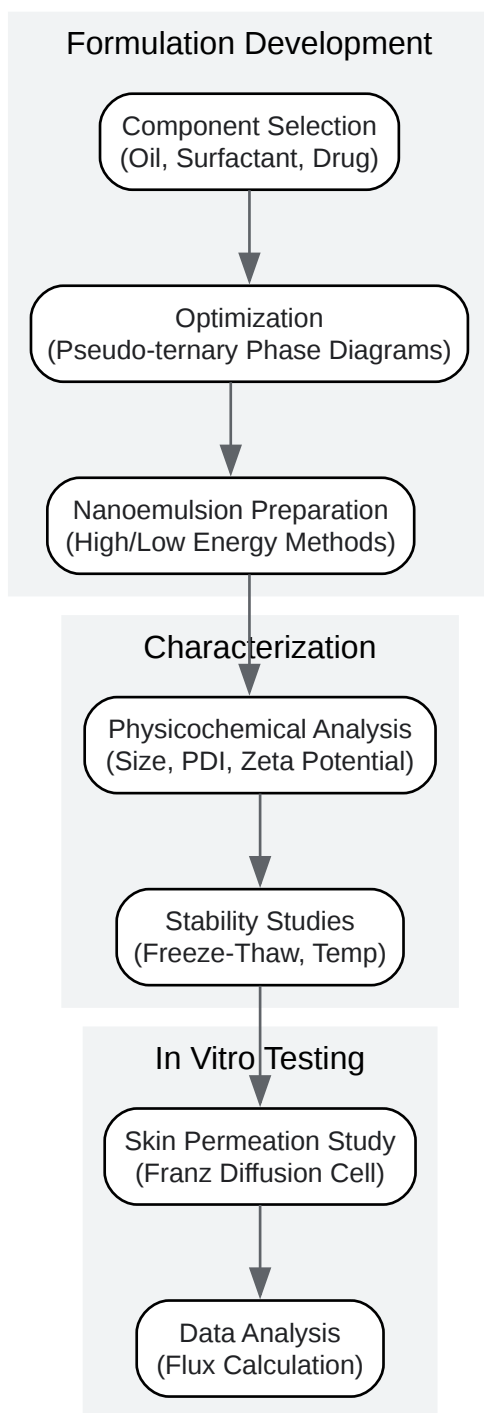 Formulation Development
Component Selection
(Oil, Surfactant, Drug)
Optimization
(Pseudo-ternary Phase Diagrams)
Nanoemulsion Preparation
(High/Low Energy Methods)
Characterization
Physicochemical Analysis
(Size, PDI, Zeta Potential)
Stability Studies
(Freeze-Thaw, Temp)
In Vitro Testing
Skin Permeation Study
(Franz Diffusion Cell)
Data Analysis
(Flux Calculation)